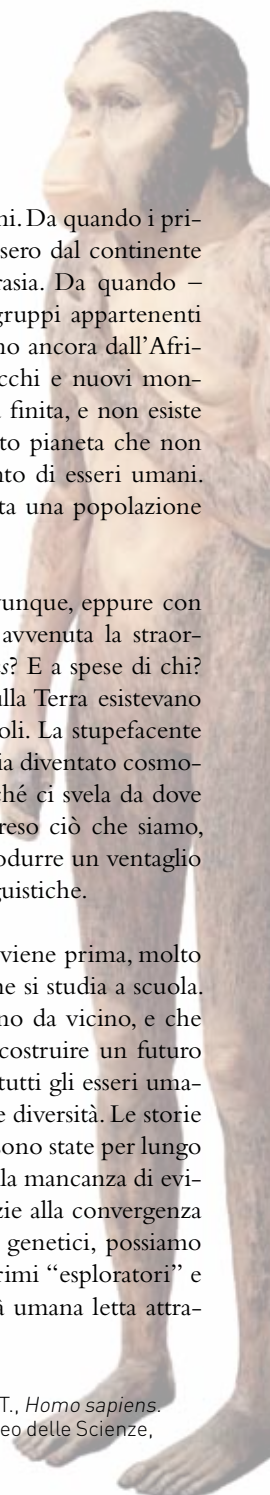 ni. Da quando i pri-
sero dal continente
rasia. Da quando –
gruppi appartenenti
no ancora dall'Afri-
cchi e nuovi mon-
finita, e non esiste
to pianeta che non
nto di esseri umani.
ta una popolazione
unque, eppure con
avvenuta la straor-
s? E a spese di chi?
lla Terra esistevano
oli. La stupefacente
ia diventato cosmo-
ché ci svela da dove
reso ciò che siamo,
odurre un ventaglio
guistiche.
viene prima, molto
he si studia a scuola.
no da vicino, e che
costruire un futuro
tutti gli esseri uma-
e diversità. Le storie
sono state per lungo
la mancanza di evi-
zie alla convergenza
genetici, possiamo
rimi “esploratori” e
à umana letta attra-
T., Homo sapiens.
eo delle Scienze,